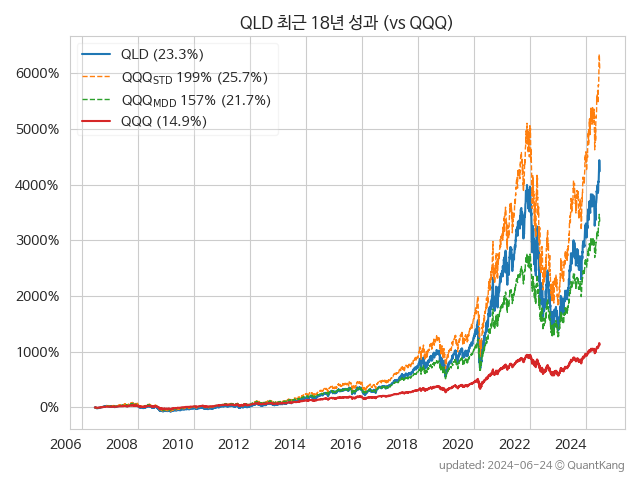 QLD 최근 18년 성과 (vs QQQ)
QLD (23.3%)
QQQSTD 199% (25.7%)
QQQMDD 157% (21.7%)
QQQ (14.9%)
6000%
5000%
4000%
3000%
2000%
1000%
0%
2006 2008 2010 2012 2014 2016 2018 2020 2022 2024
updated: 2024-06-24 © QuantKang